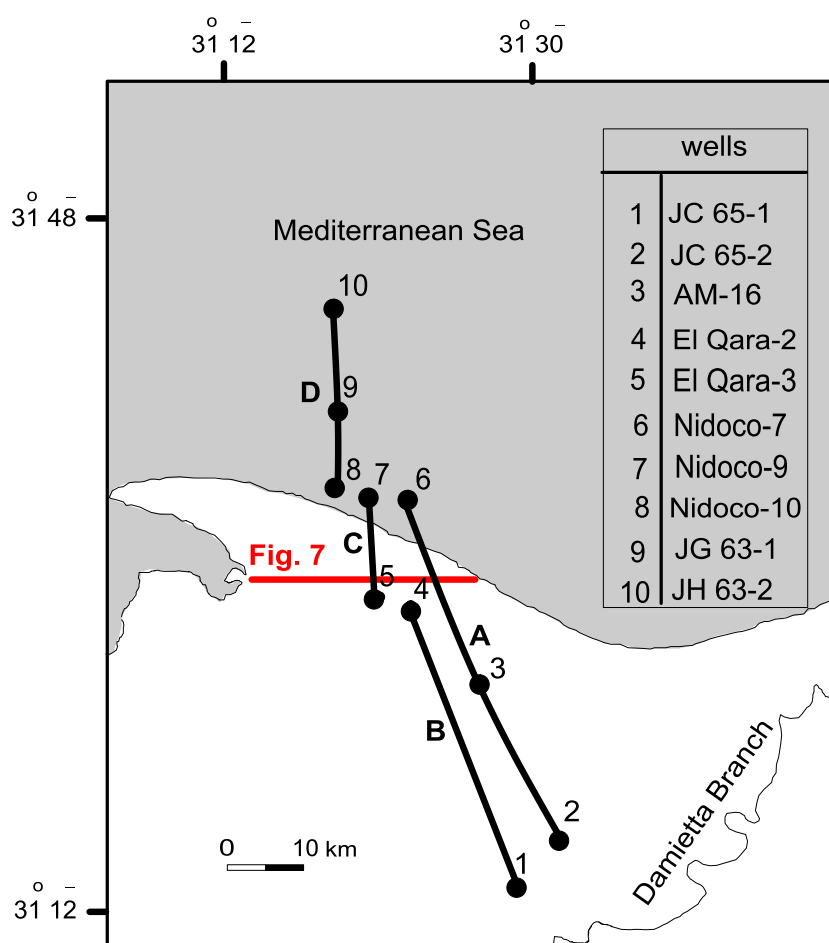 o –
31 12
o –
31 30
wells
1 JC 65-1
2 JC 65-2
3 AM-16
4 El Qara-2
5 El Qara-3
6 Nidoco-7
7 Nidoco-9
8 Nidoco-10
9 JG 63-1
10 JH 63-2
o –
31 48
Mediterranean Sea
10
D
9
8
7
6
C
Fig. 7
5
4
A
3
B
2
1
Damietta Branch
0 10 km
o –
31 12